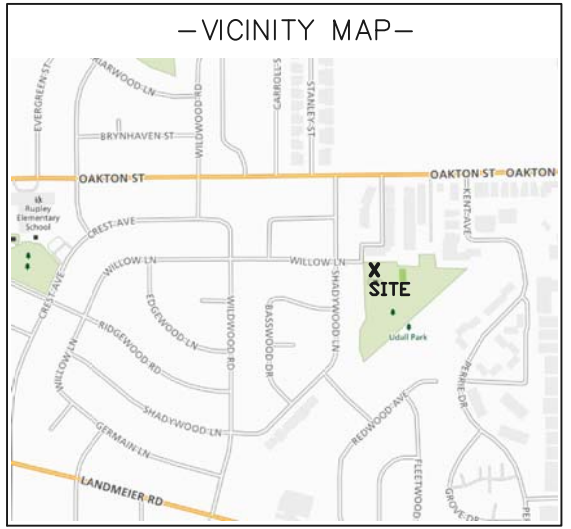 -VICINITY MAP-
EVERGREEN ST
BRIARWOOD LN
WILDWOOD RD
CARROLL S
STANLEY ST
BRYNHAVEN ST
OAKTON ST
OAKTON ST
OAKTON
Rupley
Elementary
School
CREST AVE
KENT AVE
WILLOW LN
WILLOW LN
X
SITE
CREST AVE
EDGEWOOD LN
WILDWOOD RD
BASSWOOD DR
SHADYWOOD LN
Udall Park
RIDGEWOOD RD
WILLOW LN
PERRIE DR
SHADYWOOD LN
REDWOOD AVE
GERMAIN LN
FLEETWOOD
LANDMEIER RD
GROVE DR
PE